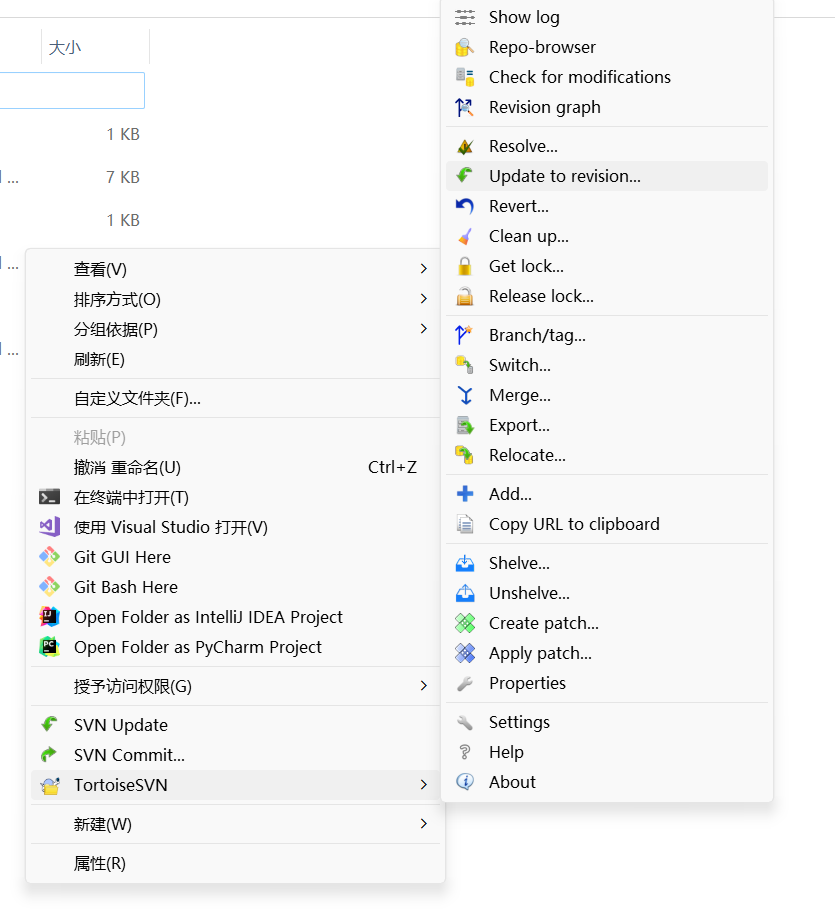 大小
1 KB
...
7 KB
1 KB
...
...
查看(V)
排序方式(O)
分组依据(P)
刷新(E)
自定义文件夹(F)...
粘贴(P)
撤消 重命名(U) Ctrl+Z
在终端中打开(T)
使用 Visual Studio 打开(V)
Git GUI Here
Git Bash Here
Open Folder as IntelliJ IDEA Project
Open Folder as PyCharm Project
授予访问权限(G)
SVN Update
SVN Commit...
TortoiseSVN
新建(W)
属性(R)
Show log
Repo-browser
Check for modifications
Revision graph
Resolve...
Update to revision...
Revert...
Clean up...
Get lock...
Release lock...
Branch/tag...
Switch...
Merge...
Export...
Relocate...
Add...
Copy URL to clipboard
Shelve...
Unshelve...
Create patch...
Apply patch...
Properties
Settings
Help
About